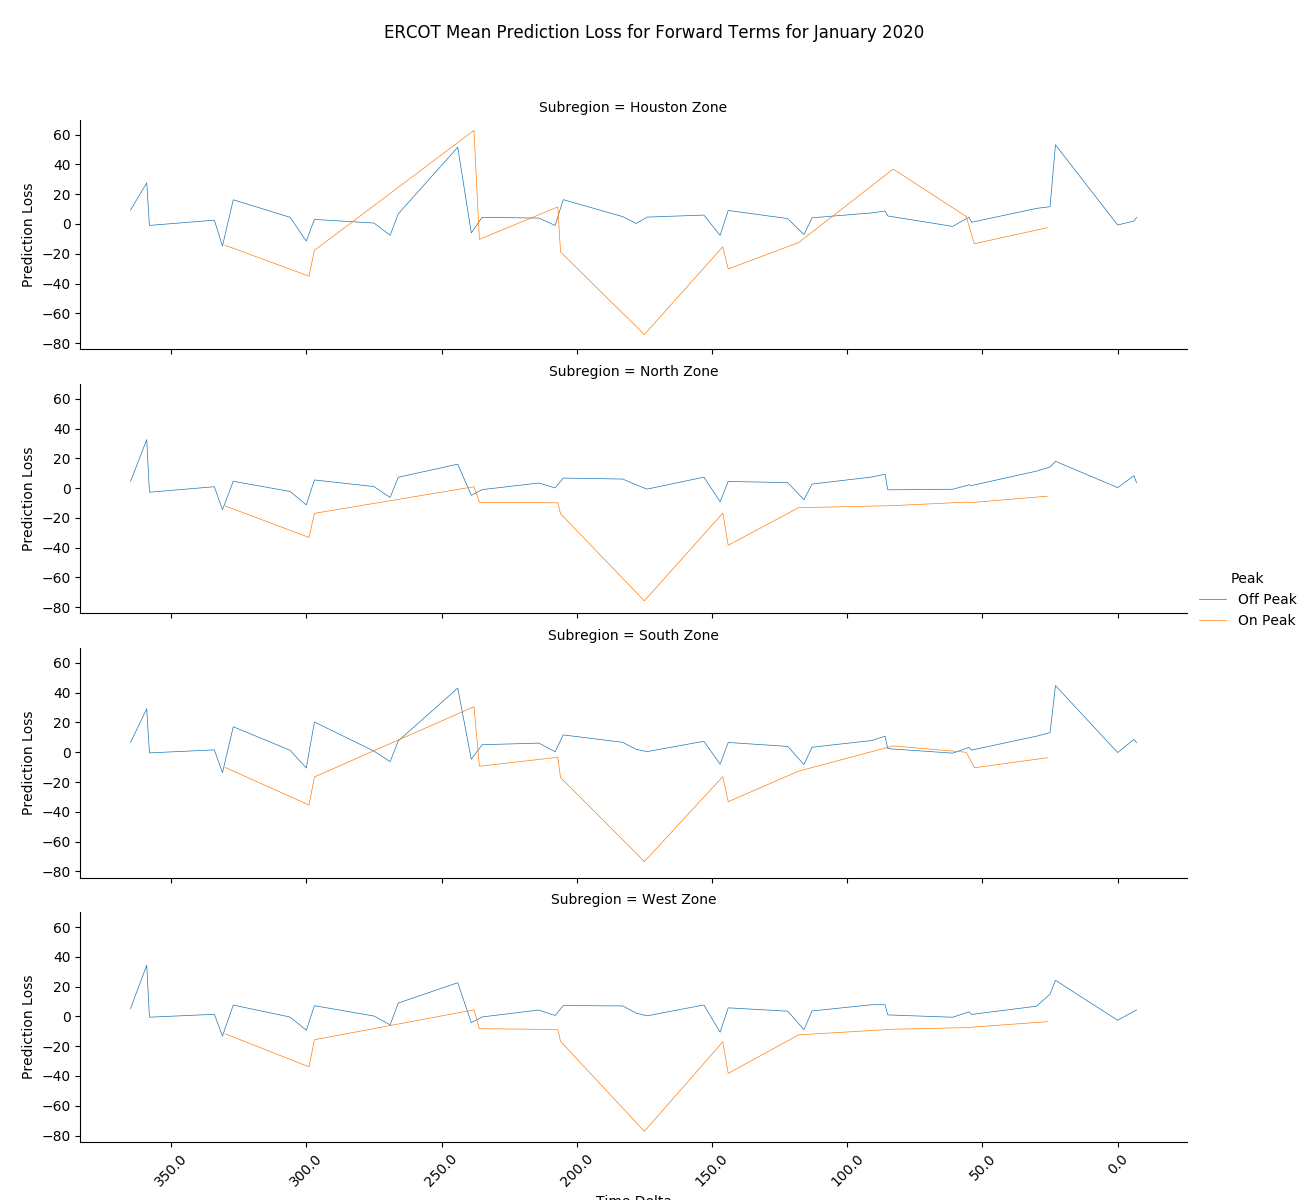 ERCOT Mean Prediction Loss for Forward Terms for January 2020
Subregion = Houston Zone
60
40
20
0
−20
−40
−60
−80
Prediction Loss
Subregion = North Zone
60
40
20
0
−20
−40
−60
−80
Prediction Loss
Peak
Off Peak
On Peak
Subregion = South Zone
60
40
20
0
−20
−40
−60
−80
Prediction Loss
Subregion = West Zone
60
40
20
0
−20
−40
−60
−80
Prediction Loss
350.0 300.0 250.0 200.0 150.0 100.0 50.0 0.0
Time Delta